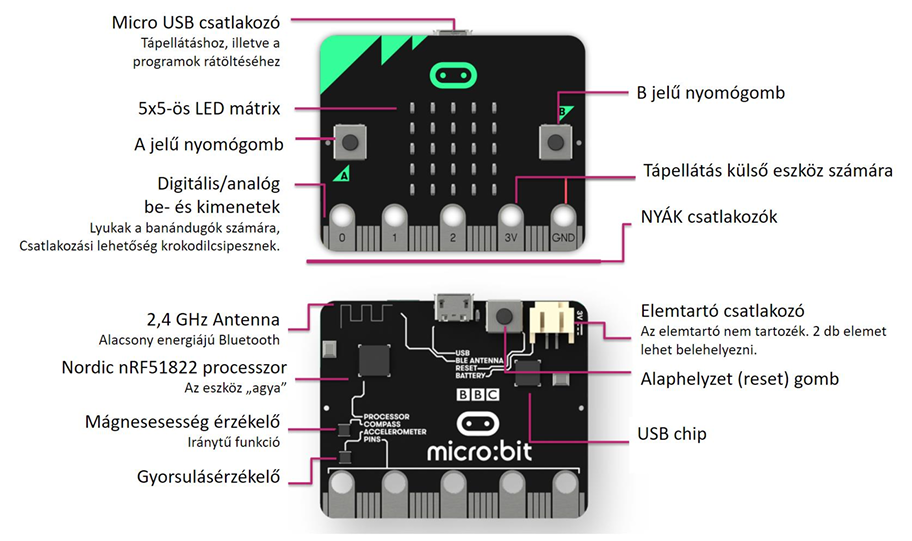 Micro USB csatlakozó
Tápellátáshoz, illetve a
programok rátöltéséhez
5x5-ös LED mátrix
A jelű nyomógomb
Digitális/analóg
be- és kimenetek
Lyukak a banándugók számára,
Csatlakozási lehetőség krokodilcsipesznek.
B
A
0 1 2 3V GND
B jelű nyomógomb
Tápellátás külső eszköz számára
NYÁK csatlakozók
2,4 GHz Antenna
Alacsony energiájú Bluetooth
Nordic nRF51822 processzor
Az eszköz „agya”
Mágnesesesség érzékelő
Iránytű funkció
Gyorsulásérzékelő
3V
USB
BLE ANTENNA
RESET
BATTERY
BBC
PROCESSOR
COMPASS
ACCELEROMETER
PINS
micro:bit
Elemtartó csatlakozó
Az elemtartó nem tartozék. 2 db elemet
lehet belehelyezni.
Alaphelyzet (reset) gomb
USB chip